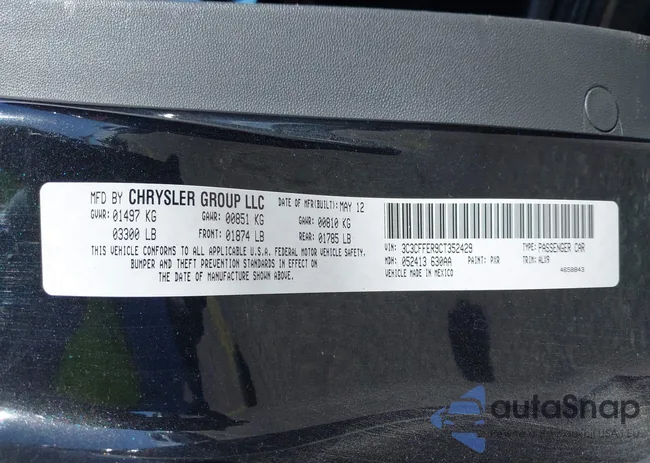 MFD BY CHRYSLER GROUP LLC DATE OF MFR(BUILT): MAY 12
GVWR: 01497 KG GAWR: 00851 KG GAWR: 00810 KG
03300 LB FRONT: 01874 LB REAR: 01785 LB
THIS VEHICLE CONFORMS TO ALL APPLICABLE U.S.A. FEDERAL MOTOR VEHICLE SAFETY,
BUMPER AND THEFT PREVENTION STANDARDS IN EFFECT ON
THE DATE OF MANUFACTURE SHOWN ABOVE.
VIN: 3C3CFFER9CT352429 TYPE: PASSENGER CAR
MDH: 052413 630AA PAINT: PXR TRIM: ALX9
VEHICLE MADE IN MEXICO 4658843
autoSnap